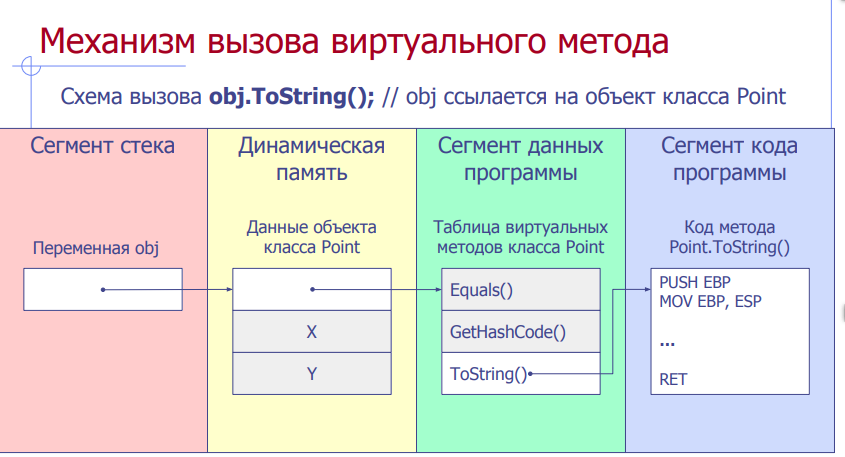 Механизм вызова виртуального метода
Схема вызова obj.ToString(); // obj ссылается на объект класса Point
Сегмент стека
Динамическая
память
Сегмент данных
программы
Сегмент кода
программы
Переменная obj
Данные объекта
класса Point
Таблица виртуальных
методов класса Point
Код метода
Point.ToString()
X
Y
Equals()
GetHashCode()
ToString()
PUSH EBP
MOV EBP, ESP
...
RET